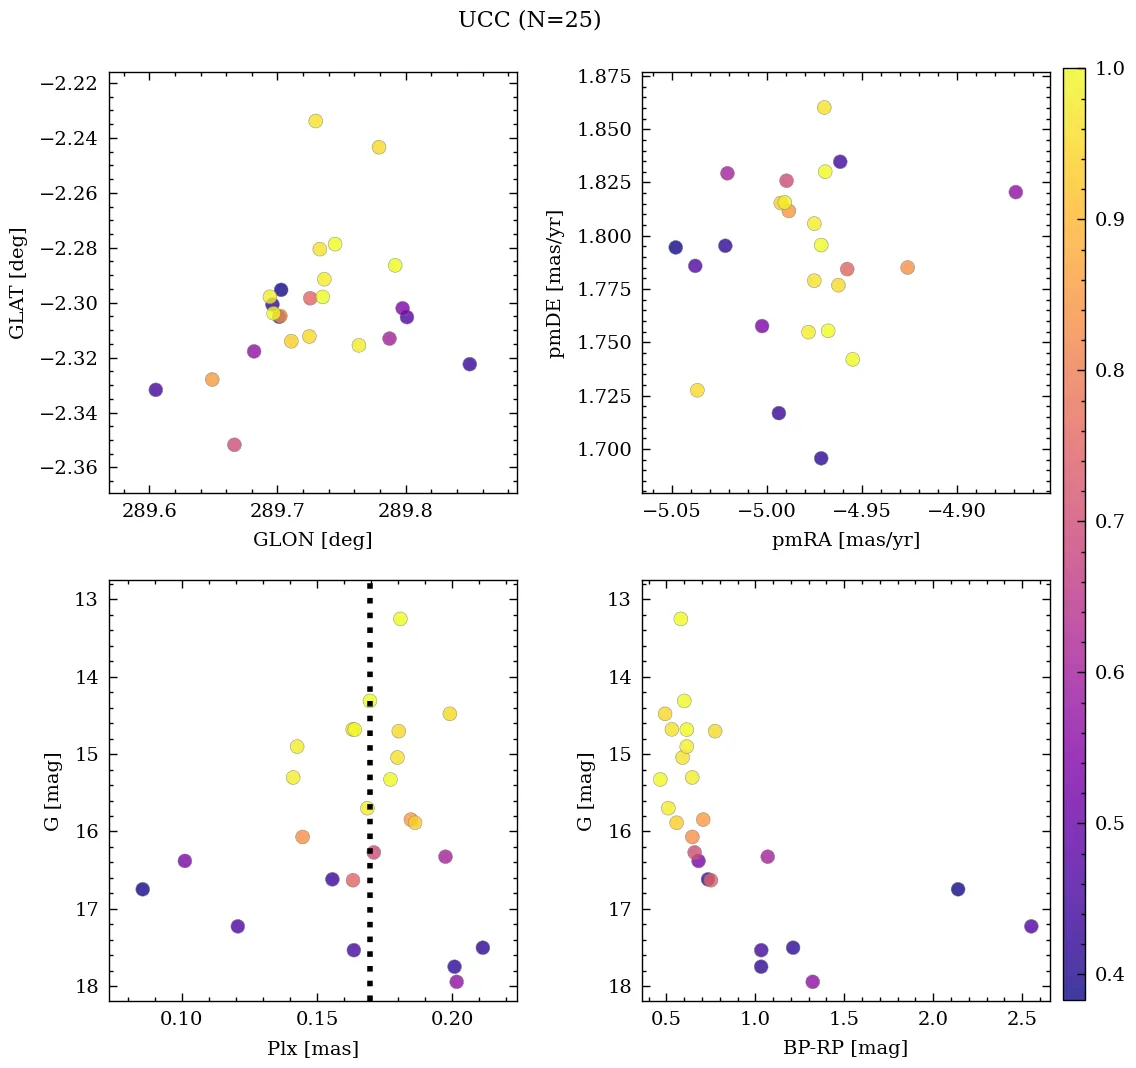 UCC (N=25)
−2.22
−2.24
−2.26
−2.28
−2.30
−2.32
−2.34
−2.36
GLAT [deg]
289.6 289.7 289.8
GLON [deg]
1.875
1.850
1.825
1.800
1.775
1.750
1.725
1.700
pmDE [mas/yr]
−5.05 −5.00 −4.95 −4.90
pmRA [mas/yr]
13
14
15
16
17
18
G [mag]
0.10 0.15 0.20
Plx [mas]
13
14
15
16
17
18
G [mag]
0.5 1.0 1.5 2.0 2.5
BP-RP [mag]
1.0
0.9
0.8
0.7
0.6
0.5
0.4